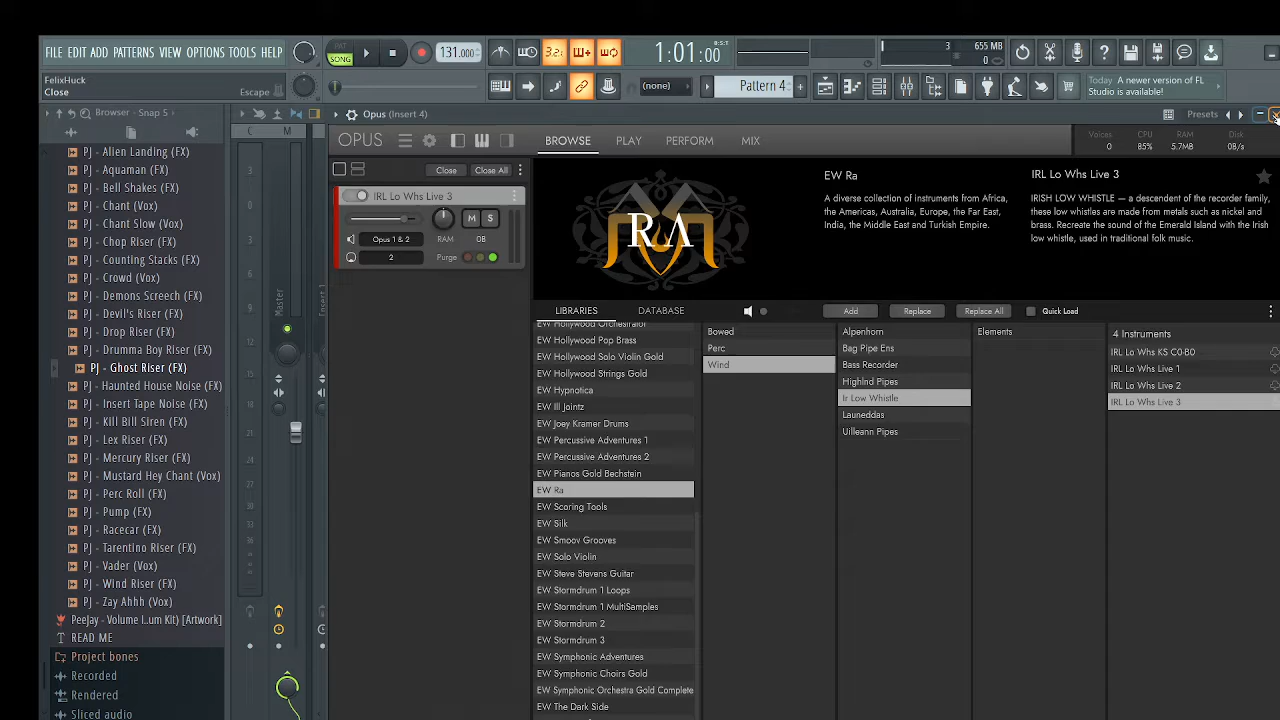 FILE EDIT ADD PATTERNS VIEW OPTIONS TOOLS HELP
PAT
SONG
131.000
3.2
1:01:00
B:S:T
3
655 MB
0
FelixHuck
Close
Escape
(none)
Pattern 4
Today A newer version of FL
Studio is available!
Browser - Snap 5
Opus (Insert 4)
Presets
C
M
OPUS
BROWSE
PLAY
PERFORM
MIX
Voices
0
CPU
85%
RAM
5.7MB
Disk
0B/s
PJ - Alien Landing (FX)
PJ - Aquaman (FX)
PJ - Bell Shakes (FX)
PJ - Chant (Vox)
PJ - Chant Slow (Vox)
PJ - Chop Riser (FX)
PJ - Counting Stacks (FX)
PJ - Crowd (Vox)
PJ - Demons Screech (FX)
PJ - Devil's Riser (FX)
PJ - Drop Riser (FX)
PJ - Drumma Boy Riser (FX)
PJ - Ghost Riser (FX)
PJ - Haunted House Noise (FX)
PJ - Insert Tape Noise (FX)
PJ - Kill Bill Siren (FX)
PJ - Lex Riser (FX)
PJ - Mercury Riser (FX)
PJ - Mustard Hey Chant (Vox)
PJ - Perc Roll (FX)
PJ - Pump (FX)
PJ - Racecar (FX)
PJ - Tarentino Riser (FX)
PJ - Vader (Vox)
PJ - Wind Riser (FX)
PJ - Zay Ahhh (Vox)
PeeJay - Volume I..um Kit) [Artwork]
READ ME
Project bones
Recorded
Rendered
Sliced audio
Master
Close
Close All
IRL Lo Whs Live 3
M
S
Opus 1 & 2
RAM
0B
2
Purge
RA
EW Ra
A diverse collection of instruments from Africa,
the Americas, Australia, Europe, the Far East,
India, the Middle East and Turkish Empire.
IRL Lo Whs Live 3
IRISH LOW WHISTLE — a descendent of the recorder family,
these low whistles are made from metals such as nickel and
brass. Recreate the sound of the Emerald Island with the Irish
low whistle, used in traditional folk music.
LIBRARIES
DATABASE
Add
Replace
Replace All
Quick Load
EW Hollywood Orchestrator
EW Hollywood Pop Brass
EW Hollywood Solo Violin Gold
EW Hollywood Strings Gold
EW Hypnotica
EW Ill Jointz
EW Joey Kramer Drums
EW Percussive Adventures 1
EW Percussive Adventures 2
EW Pianos Gold Bechstein
EW Ra
EW Scoring Tools
EW Silk
EW Smoov Grooves
EW Solo Violin
EW Steve Stevens Guitar
EW Stormdrum 1 Loops
EW Stormdrum 1 MultiSamples
EW Stormdrum 2
EW Stormdrum 3
EW Symphonic Adventures
EW Symphonic Choirs Gold
EW Symphonic Orchestra Gold Complete
EW The Dark Side
Bowed
Perc
Wind
Alpenhorn
Bag Pipe Ens
Bass Recorder
Highlnd Pipes
Ir Low Whistle
Launeddas
Uilleann Pipes
Elements
4 Instruments
IRL Lo Whs KS C0-B0
IRL Lo Whs Live 1
IRL Lo Whs Live 2
IRL Lo Whs Live 3